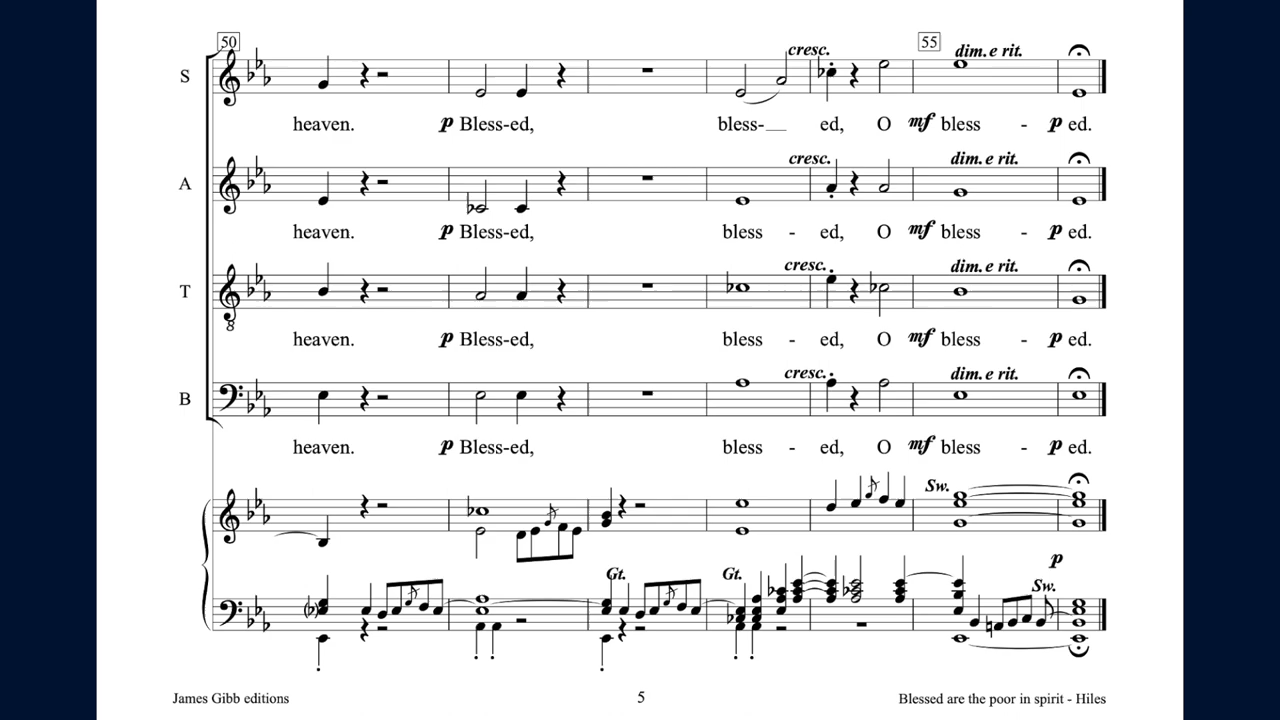 50 cresc. 55 dim. e rit.
S
heaven. p Bless-ed, bless-__ ed, O mf bless - p ed.
cresc. dim. e rit.
A
heaven. p Bless-ed, bless - ed, O mf bless - p ed.
cresc. dim. e rit.
T
8
heaven. p Bless-ed, bless - ed, O mf bless - p ed.
cresc. dim. e rit.
B
heaven. p Bless-ed, bless - ed, O mf bless - p ed.
Sw.
p
Gt. Gt. Sw.
James Gibb editions 5 Blessed are the poor in spirit - Hiles